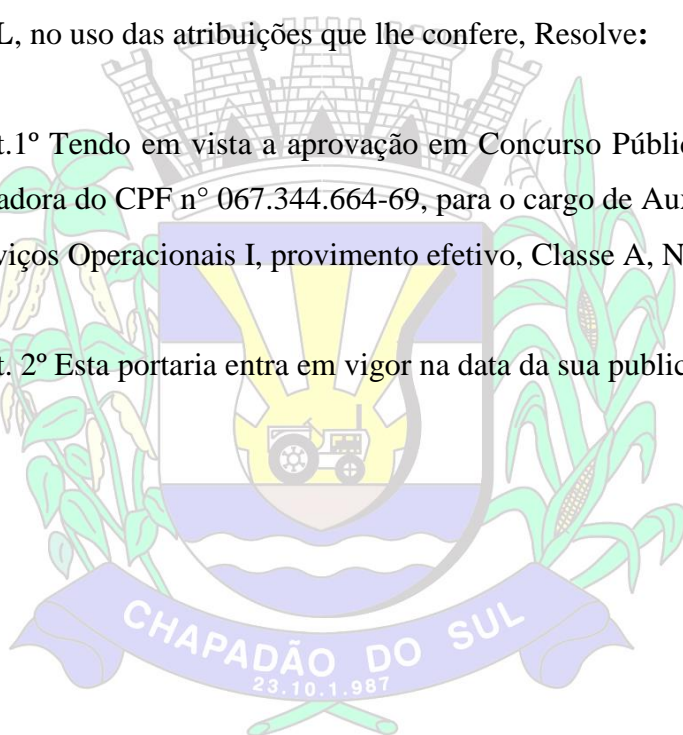 L, no uso das atribuições que lhe confere, Resolve:
t.1º Tendo em vista a aprovação em Concurso Públic
adora do CPF n° 067.344.664-69, para o cargo de Aux
viços Operacionais I, provimento efetivo, Classe A, N
t. 2º Esta portaria entra em vigor na data da sua public
CHAPADÃO DO SUL
23.10.1.987